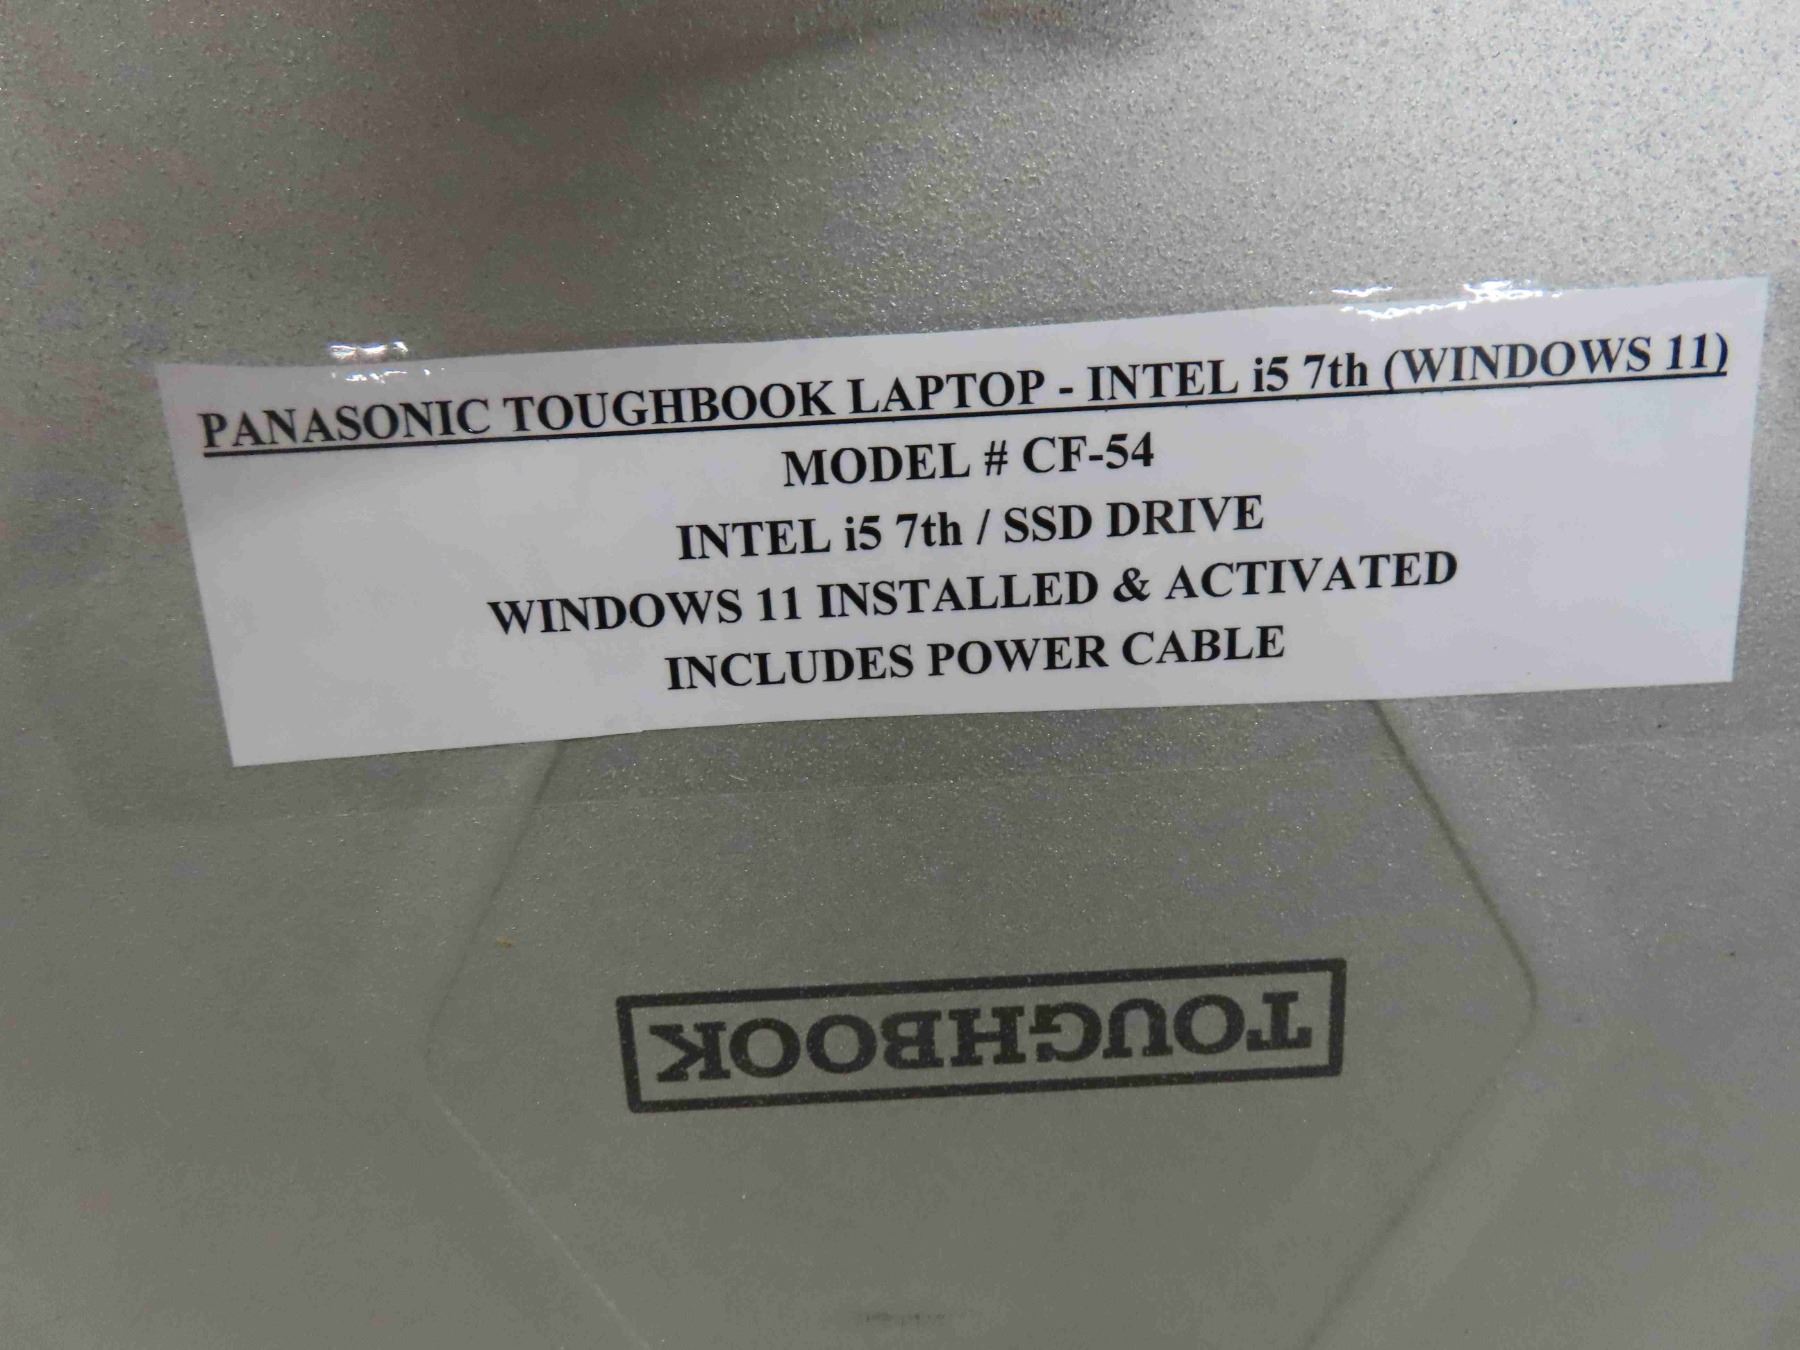 PANASONIC TOUGHBOOK LAPTOP - INTEL i5 7th (WINDOWS 11)
MODEL # CF-54
INTEL i5 7th / SSD DRIVE
WINDOWS 11 INSTALLED & ACTIVATED
INCLUDES POWER CABLE
TOUGHBOOK